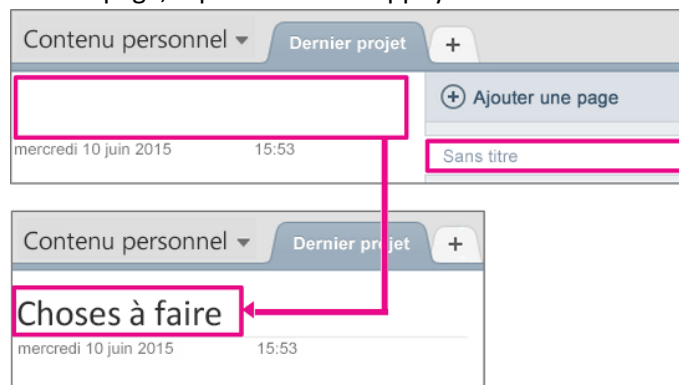 Contenu personnel Dernier projet +
Ajouter une page
mercredi 10 juin 2015 15:53
Sans titre
Contenu personnel Dernier projet +
Choses à faire
mercredi 10 juin 2015 15:53